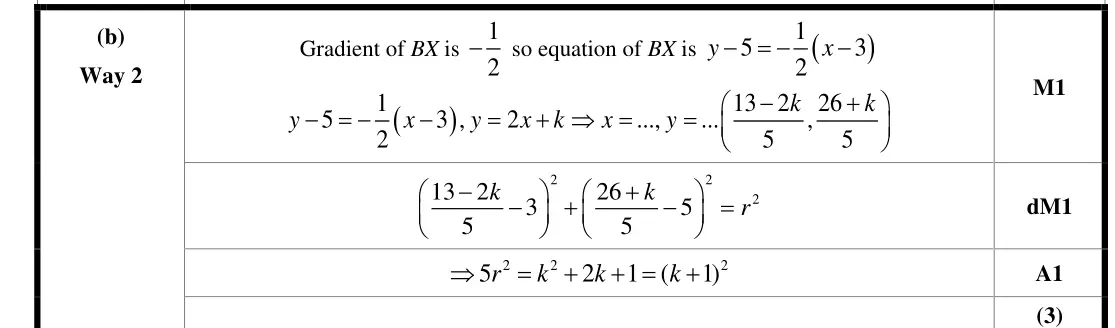 (b)
Way 2
Gradient of BX is −1/2 so equation of BX is y−5=−1/2(x−3)
y−5=−1/2(x−3), y=2x+k⇒x=..., y=...((13−2k)/5, (26+k)/5)
M1
((13−2k)/5−3)²+((26+k)/5−5)²=r²
dM1
⇒5r²=k²+2k+1=(k+1)²
A1
(3)